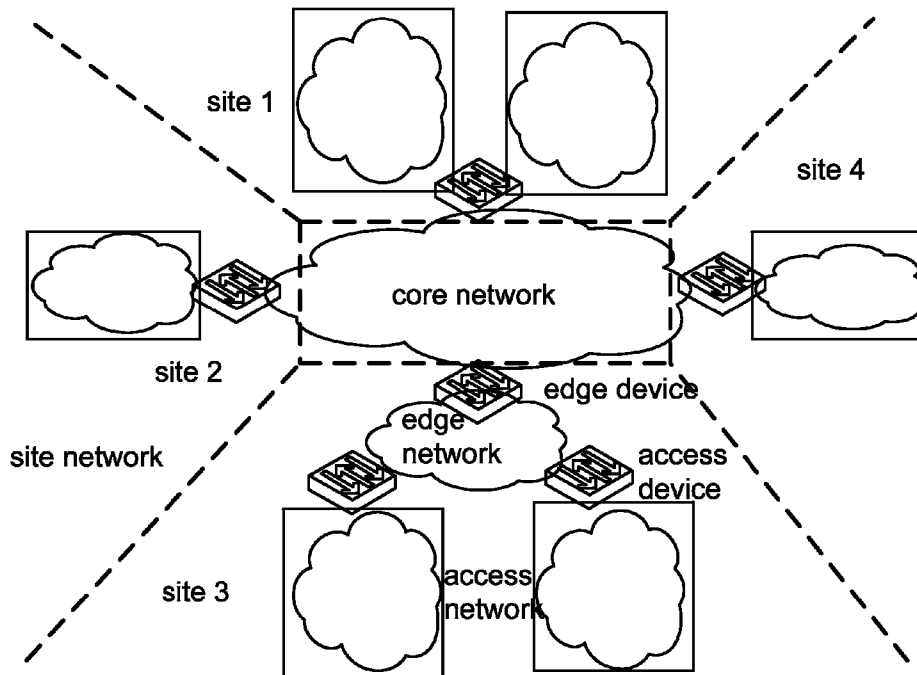 site 1
site 4
core network
site 2
edge device
edge
network
site network
access
device
site 3
access
network